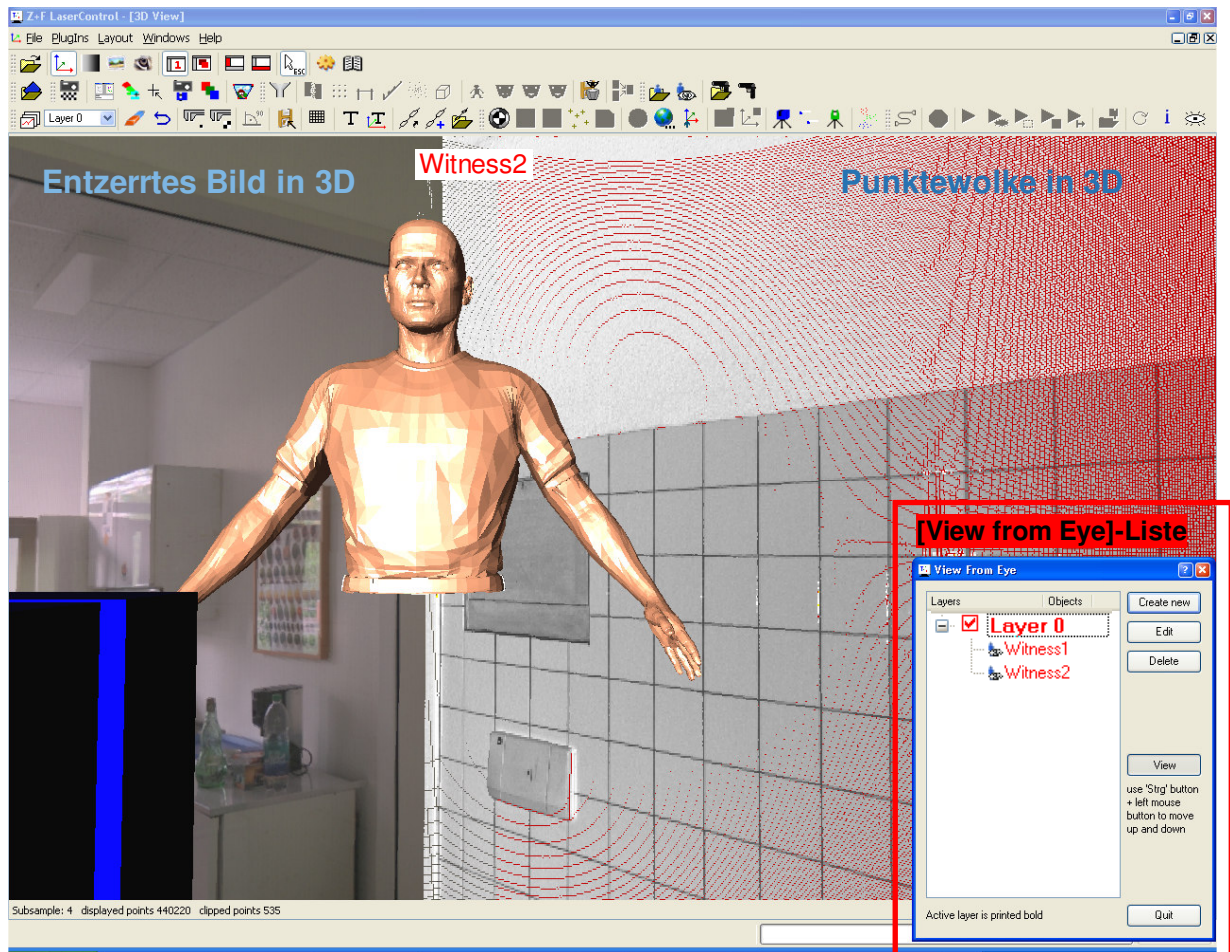 Z+F LaserControl - [3D View]
File PlugIns Layout Windows Help
ESC
Layer 0
Entzerrtes Bild in 3D
Witness2
Punktewolke in 3D
[View from Eye]-Liste
View From Eye
Layers Objects
Create new
Layer 0
Edit
Witness1
Delete
Witness2
View
use 'Strg' button
+ left mouse
button to move
up and down
Active layer is printed bold
Quit
Subsample: 4 displayed points 440220 clipped points 535